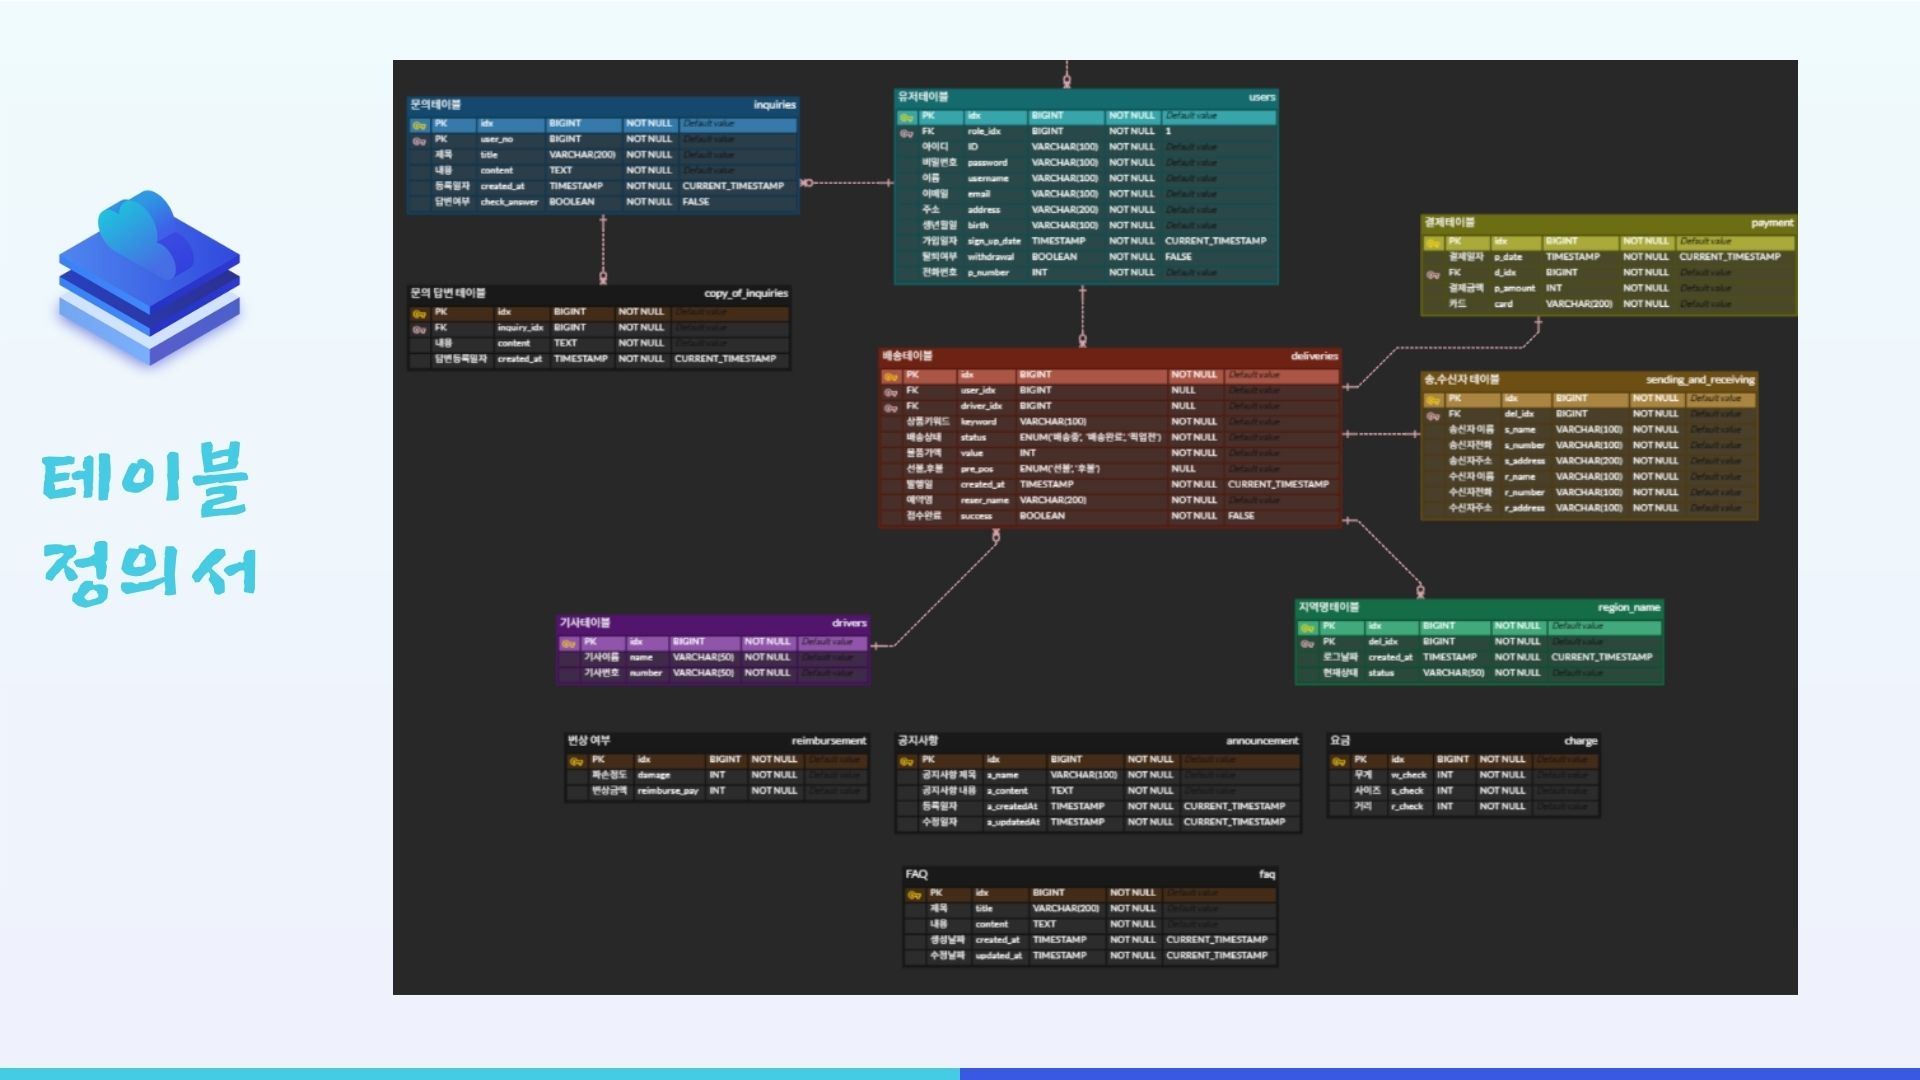 테이블
정의서
문의테이블 inquiries
PK idx BIGINT NOT NULL Default value
PK user_no BIGINT NOT NULL Default value
제목 title VARCHAR(200) NOT NULL Default value
내용 content TEXT NOT NULL Default value
등록일자 created_at TIMESTAMP NOT NULL CURRENT_TIMESTAMP
답변여부 check_answer BOOLEAN NOT NULL FALSE
유저테이블 users
PK idx BIGINT NOT NULL Default value
FK role_idx BIGINT NOT NULL 1
아이디 ID VARCHAR(100) NOT NULL Default value
비밀번호 password VARCHAR(100) NOT NULL Default value
이름 username VARCHAR(100) NOT NULL Default value
이메일 email VARCHAR(100) NOT NULL Default value
주소 address VARCHAR(200) NOT NULL Default value
생년월일 birth VARCHAR(100) NOT NULL Default value
가입일자 sign_up_date TIMESTAMP NOT NULL CURRENT_TIMESTAMP
탈퇴여부 withdrawal BOOLEAN NOT NULL FALSE
전화번호 p_number INT NOT NULL Default value
결제테이블 payment
PK idx BIGINT NOT NULL Default value
결제일자 p_date TIMESTAMP NOT NULL CURRENT_TIMESTAMP
FK d_idx BIGINT NOT NULL Default value
결제금액 p_amount INT NOT NULL Default value
카드 card VARCHAR(200) NOT NULL Default value
문의 답변 테이블 copy_of_inquiries
PK idx BIGINT NOT NULL Default value
FK inquiry_idx BIGINT NOT NULL Default value
내용 content TEXT NOT NULL Default value
답변등록일자 created_at TIMESTAMP NOT NULL CURRENT_TIMESTAMP
배송테이블 deliveries
PK idx BIGINT NOT NULL Default value
FK user_idx BIGINT NULL Default value
FK driver_idx BIGINT NULL Default value
상품키워드 keyword VARCHAR(100) NOT NULL Default value
배송상태 status ENUM('배송중', '배송완료', '픽업전') NOT NULL Default value
물품가액 value INT NOT NULL Default value
선불,후불 pre_pos ENUM('선불', '후불') NULL Default value
발행일 created_at TIMESTAMP NOT NULL CURRENT_TIMESTAMP
예약명 reser_name VARCHAR(200) NOT NULL Default value
접수완료 success BOOLEAN NOT NULL FALSE
송,수신자 테이블 sending_and_receiving
PK idx BIGINT NOT NULL Default value
FK del_idx BIGINT NOT NULL Default value
송신자 이름 s_name VARCHAR(100) NOT NULL Default value
송신자전화 s_number VARCHAR(100) NOT NULL Default value
송신자주소 s_address VARCHAR(200) NOT NULL Default value
수신자 이름 r_name VARCHAR(100) NOT NULL Default value
수신자전화 r_number VARCHAR(100) NOT NULL Default value
수신자주소 r_address VARCHAR(100) NOT NULL Default value
기사테이블 drivers
PK idx BIGINT NOT NULL Default value
기사이름 name VARCHAR(50) NOT NULL Default value
기사번호 number VARCHAR(50) NOT NULL Default value
지역명테이블 region_name
PK idx BIGINT NOT NULL Default value
PK del_idx BIGINT NOT NULL Default value
로그날짜 created_at TIMESTAMP NOT NULL CURRENT_TIMESTAMP
현재상태 status VARCHAR(50) NOT NULL Default value
변상 여부 reimbursement
PK idx BIGINT NOT NULL Default value
파손정도 damage INT NOT NULL Default value
변상금액 reimburse_pay INT NOT NULL Default value
공지사항 announcement
PK idx BIGINT NOT NULL Default value
공지사항 제목 a_name VARCHAR(100) NOT NULL Default value
공지사항 내용 a_content TEXT NOT NULL Default value
등록일자 a_createdAt TIMESTAMP NOT NULL CURRENT_TIMESTAMP
수정일자 a_updatedAt TIMESTAMP NOT NULL CURRENT_TIMESTAMP
요금 charge
PK idx BIGINT NOT NULL Default value
무게 w_check INT NOT NULL Default value
사이즈 s_check INT NOT NULL Default value
거리 r_check INT NOT NULL Default value
FAQ faq
PK idx BIGINT NOT NULL Default value
제목 title VARCHAR(200) NOT NULL Default value
내용 content TEXT NOT NULL Default value
생성날짜 created_at TIMESTAMP NOT NULL CURRENT_TIMESTAMP
수정날짜 updated_at TIMESTAMP NOT NULL CURRENT_TIMESTAMP